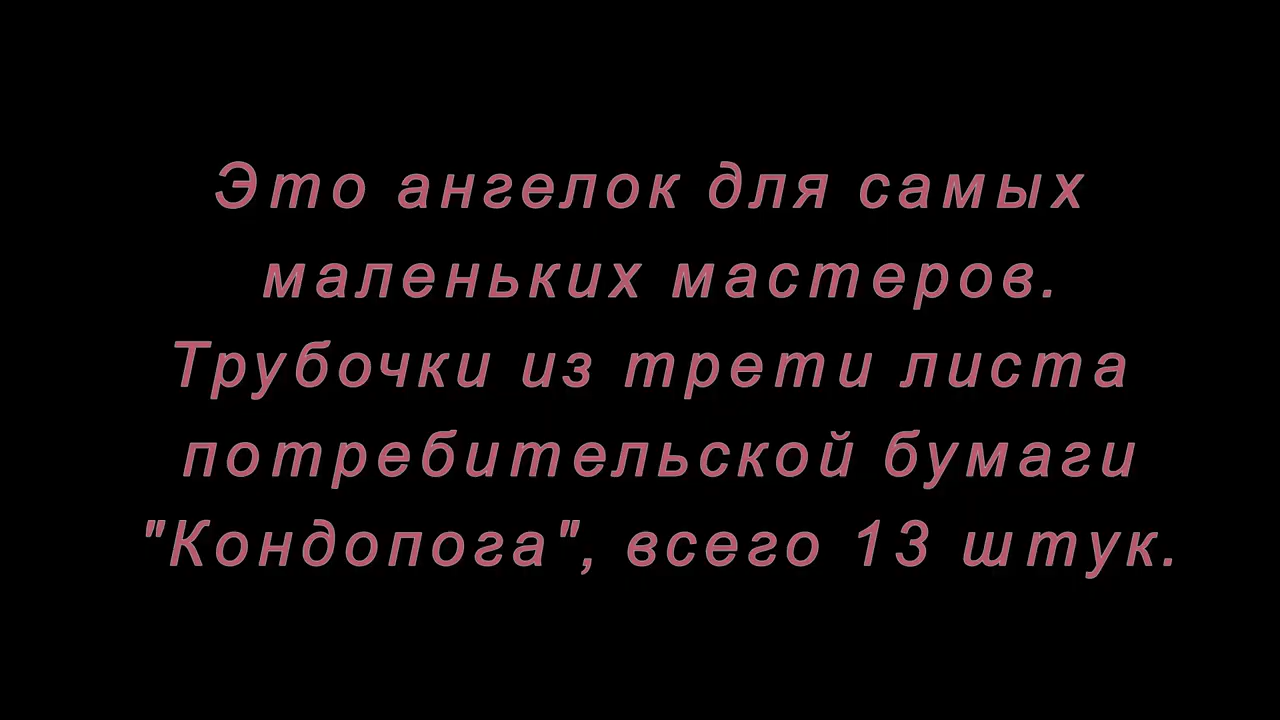 Это ангелок для самых
маленьких мастеров.
Трубочки из трети листа
потребительской бумаги
"Кондопога", всего 13 штук.